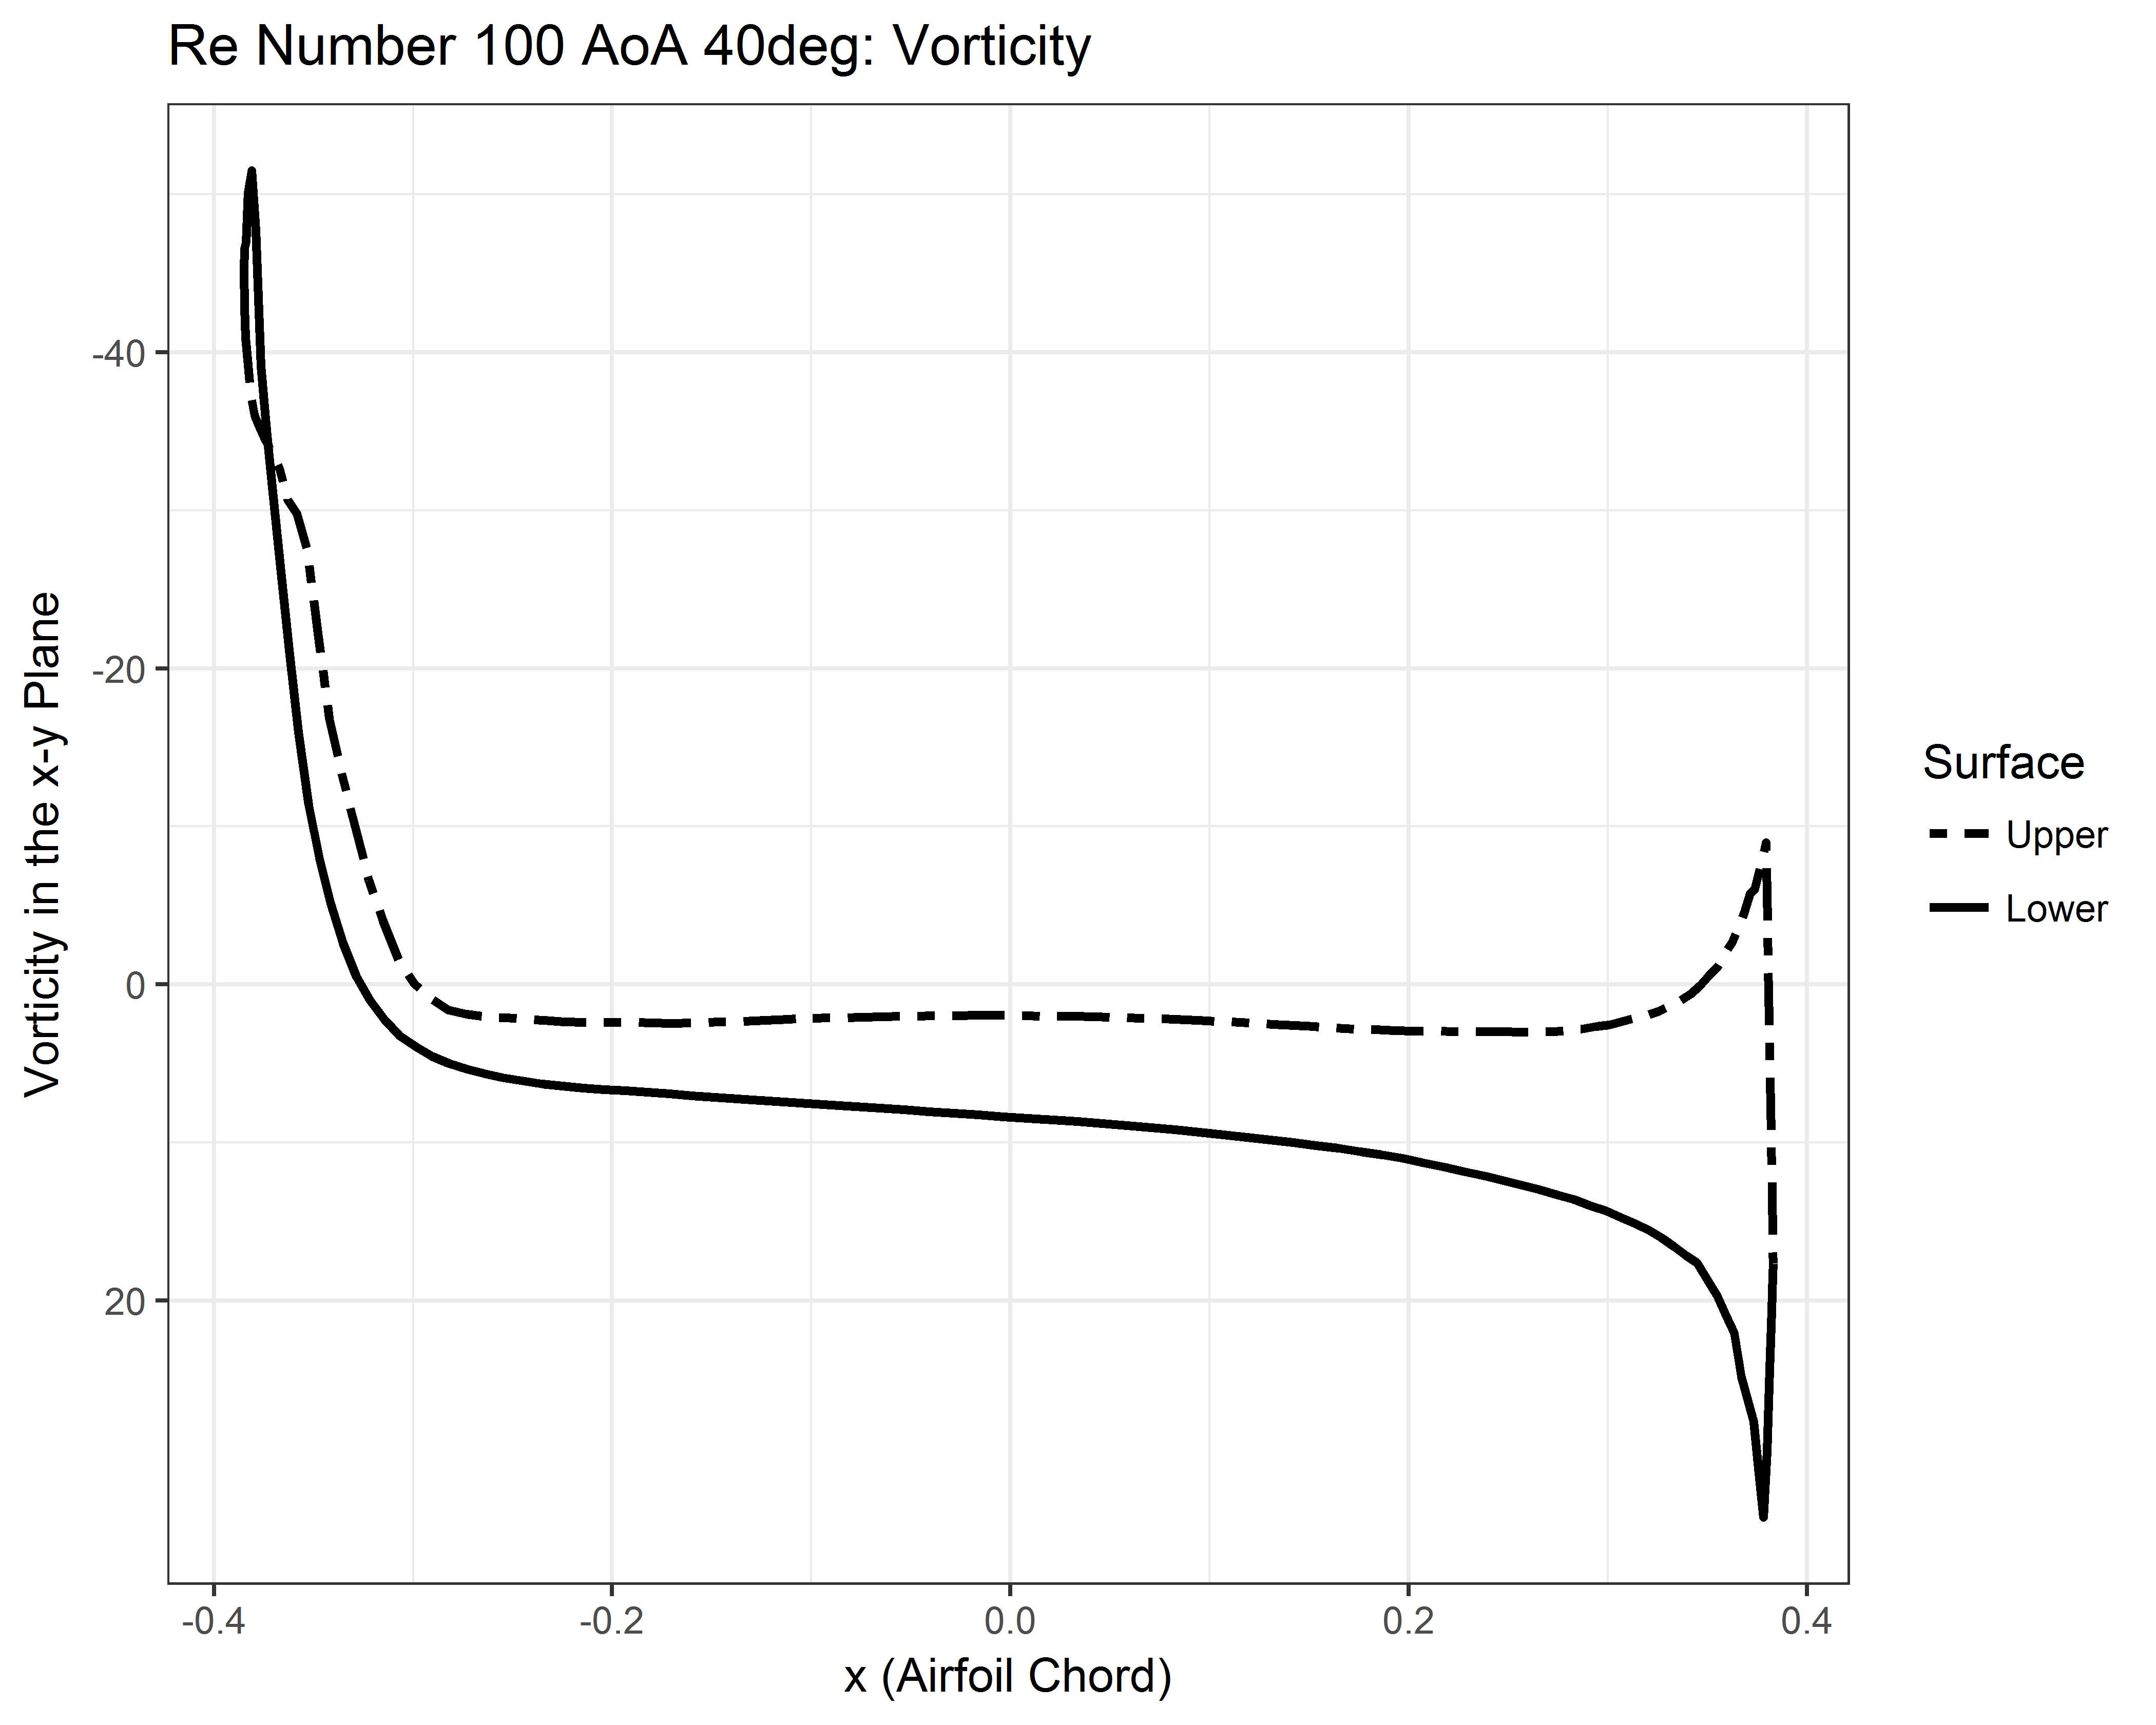 Re Number 100 AoA 40deg: Vorticity
Vorticity in the x-y Plane
-40
-20
0
20
-0.4
-0.2
0.0
0.2
0.4
x (Airfoil Chord)
Surface
Upper
Lower